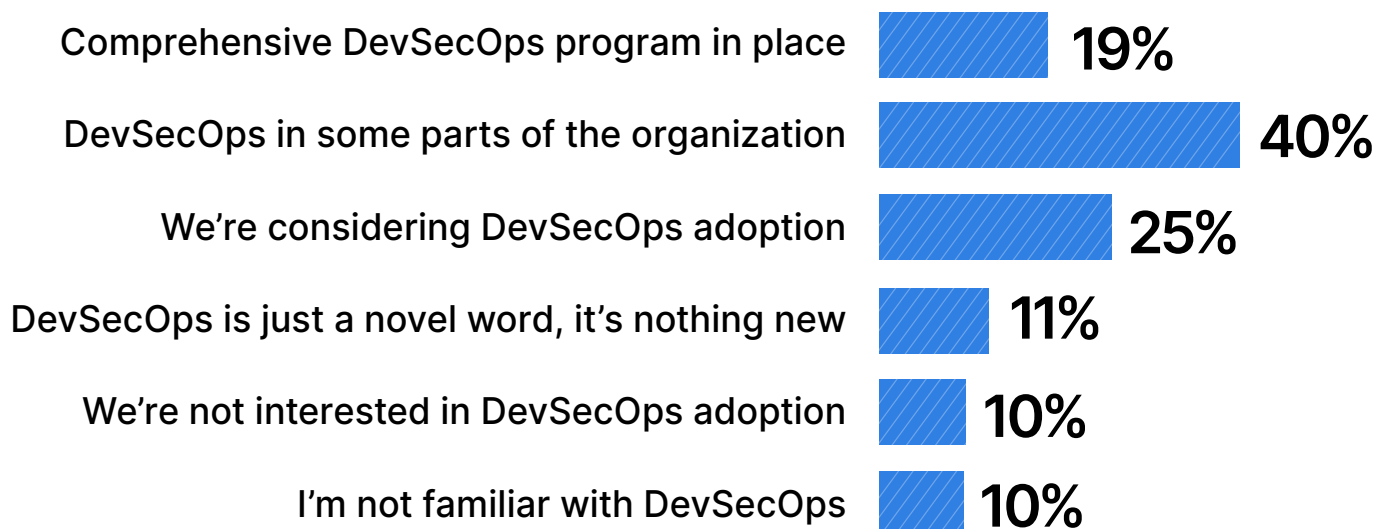 Comprehensive DevSecOps program in place 19%
DevSecOps in some parts of the organization 40%
We’re considering DevSecOps adoption 25%
DevSecOps is just a novel word, it’s nothing new 11%
We’re not interested in DevSecOps adoption 10%
I’m not familiar with DevSecOps 10%